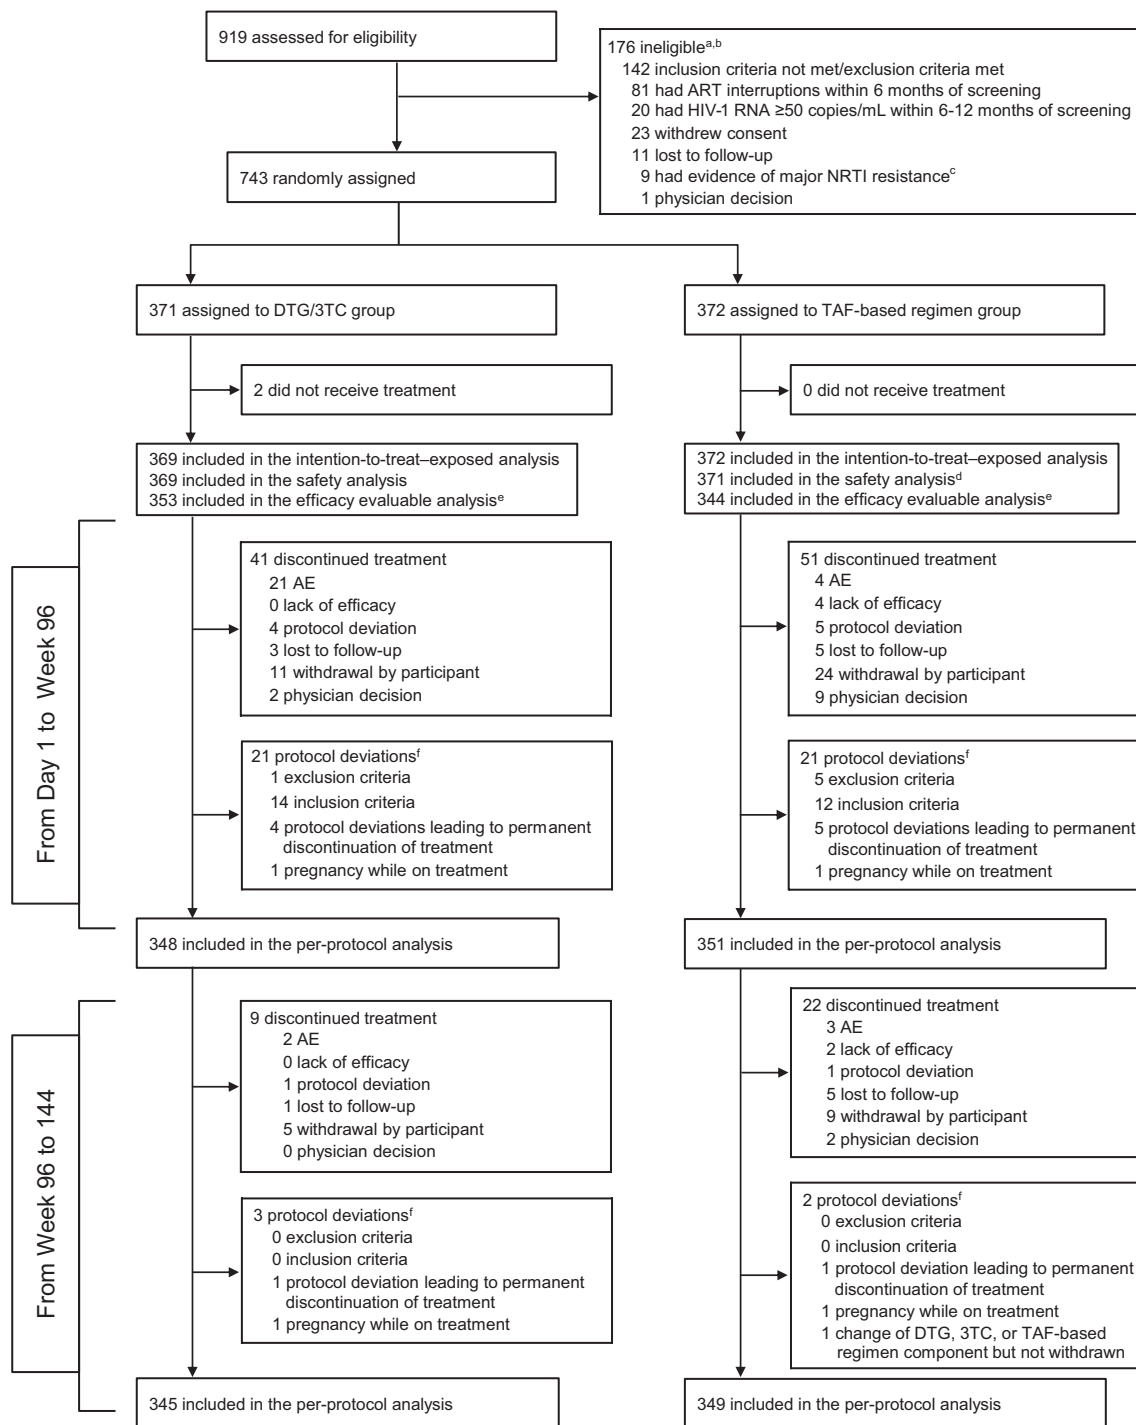 919 assessed for eligibility
176 ineligible^a,b
142 inclusion criteria not met/exclusion criteria met
81 had ART interruptions within 6 months of screening
20 had HIV-1 RNA ≥50 copies/mL within 6-12 months of screening
23 withdrew consent
11 lost to follow-up
9 had evidence of major NRTI resistance^c
1 physician decision
743 randomly assigned
371 assigned to DTG/3TC group
372 assigned to TAF-based regimen group
2 did not receive treatment
0 did not receive treatment
369 included in the intention-to-treat–exposed analysis
369 included in the safety analysis
353 included in the efficacy evaluable analysis^e
372 included in the intention-to-treat–exposed analysis
371 included in the safety analysis^d
344 included in the efficacy evaluable analysis^e
From Day 1 to Week 96
41 discontinued treatment
21 AE
0 lack of efficacy
4 protocol deviation
3 lost to follow-up
11 withdrawal by participant
2 physician decision
51 discontinued treatment
4 AE
4 lack of efficacy
5 protocol deviation
5 lost to follow-up
24 withdrawal by participant
9 physician decision
21 protocol deviations^f
1 exclusion criteria
14 inclusion criteria
4 protocol deviations leading to permanent
discontinuation of treatment
1 pregnancy while on treatment
21 protocol deviations^f
5 exclusion criteria
12 inclusion criteria
5 protocol deviations leading to permanent
discontinuation of treatment
1 pregnancy while on treatment
348 included in the per-protocol analysis
351 included in the per-protocol analysis
From Week 96 to 144
9 discontinued treatment
2 AE
0 lack of efficacy
1 protocol deviation
1 lost to follow-up
5 withdrawal by participant
0 physician decision
22 discontinued treatment
3 AE
2 lack of efficacy
1 protocol deviation
5 lost to follow-up
9 withdrawal by participant
2 physician decision
3 protocol deviations^f
0 exclusion criteria
0 inclusion criteria
1 protocol deviation leading to permanent
discontinuation of treatment
1 pregnancy while on treatment
2 protocol deviations^f
0 exclusion criteria
0 inclusion criteria
1 protocol deviation leading to permanent
discontinuation of treatment
1 pregnancy while on treatment
1 change of DTG, 3TC, or TAF-based
regimen component but not withdrawn
345 included in the per-protocol analysis
349 included in the per-protocol analysis